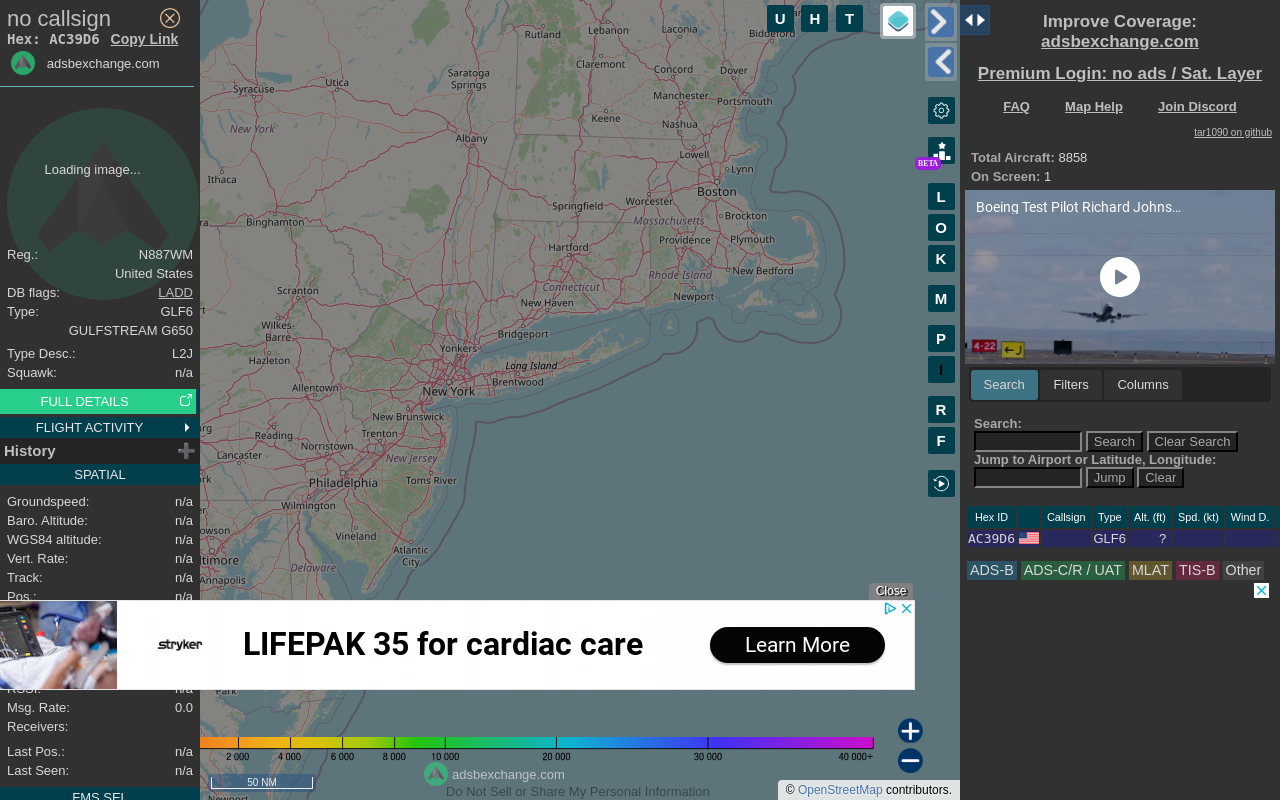 no callsign
Hex: AC39D6 Copy Link
adsbexchange.com
Loading image...
Reg.: N887WM
United States
DB flags: LADD
Type: GLF6
GULFSTREAM G650
Type Desc.: L2J
Squawk: n/a
FULL DETAILS
FLIGHT ACTIVITY
History
SPATIAL
Groundspeed: n/a
Baro. Altitude: n/a
WGS84 altitude: n/a
Vert. Rate: n/a
Track: n/a
Pos.: n/a
RSSI: n/a
Msg. Rate: 0.0
Receivers:
Last Pos.: n/a
Last Seen: n/a
FMS SEL
Rutland
Lebanon
Laconia
Biddeford
Claremont
Concord
Dover
Saratoga
Springs
Utica
Syracuse
Manchester
Portsmouth
Keene
Nashua
New York
Albany
Lowell
Lynn
Ithaca
Boston
Worcester
Springfield
Massachusetts
Brockton
Binghamton
Hartford
Providence
Plymouth
New Bedford
Rhode Island
Connecticut
Newport
Scranton
New Haven
Wilkes-
Barre
Bridgeport
Yonkers
Hazleton
Long Island
Brentwood
Allentown
New York
New Brunswick
Trenton
Reading
Norristown
Lancaster
New Jersey
Philadelphia
Toms River
Wilmington
Vineland
Atlantic
City
Annapolis
Delaware
Park
Newport
U H T
L
O
K
M
P
I
R
F
BETA
Close
stryker
LIFEPAK 35 for cardiac care
Learn More
2 000 4 000 6 000 8 000 10 000 20 000 30 000 40 000+
50 NM
adsbexchange.com
Do Not Sell or Share My Personal Information
© OpenStreetMap contributors.
Improve Coverage:
adsbexchange.com
Premium Login: no ads / Sat. Layer
FAQ Map Help Join Discord
tar1090 on github
Total Aircraft: 8858
On Screen: 1
Boeing Test Pilot Richard Johns…
4-22
Search Filters Columns
Search:
Search Clear Search
Jump to Airport or Latitude, Longitude:
Jump Clear
Hex ID Callsign Type Alt. (ft) Spd. (kt) Wind D.
AC39D6 GLF6 ?
ADS-B ADS-C/R / UAT MLAT TIS-B Other